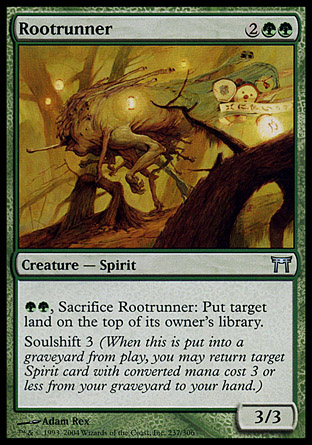 Rootrunner 2
Creature — Spirit
, Sacrifice Rootrunner: Put target
land on the top of its owner's library.
Soulshift 3 (When this is put into a
graveyard from play, you may return target
Spirit card with converted mana cost 3 or
less from your graveyard to your hand.)
3/3
Adam Rex
™ & © 1993–2004 Wizards of the Coast, Inc. 237/306